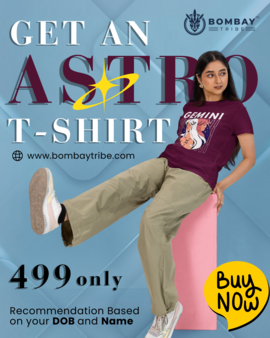 GET AN
BOMBAY
TRIBE
ASTRO
T-SHIRT
GEMINI
www.bombaytribe.com
499 only
BUY
NOW
Recommendation Based
on your DOB and Name